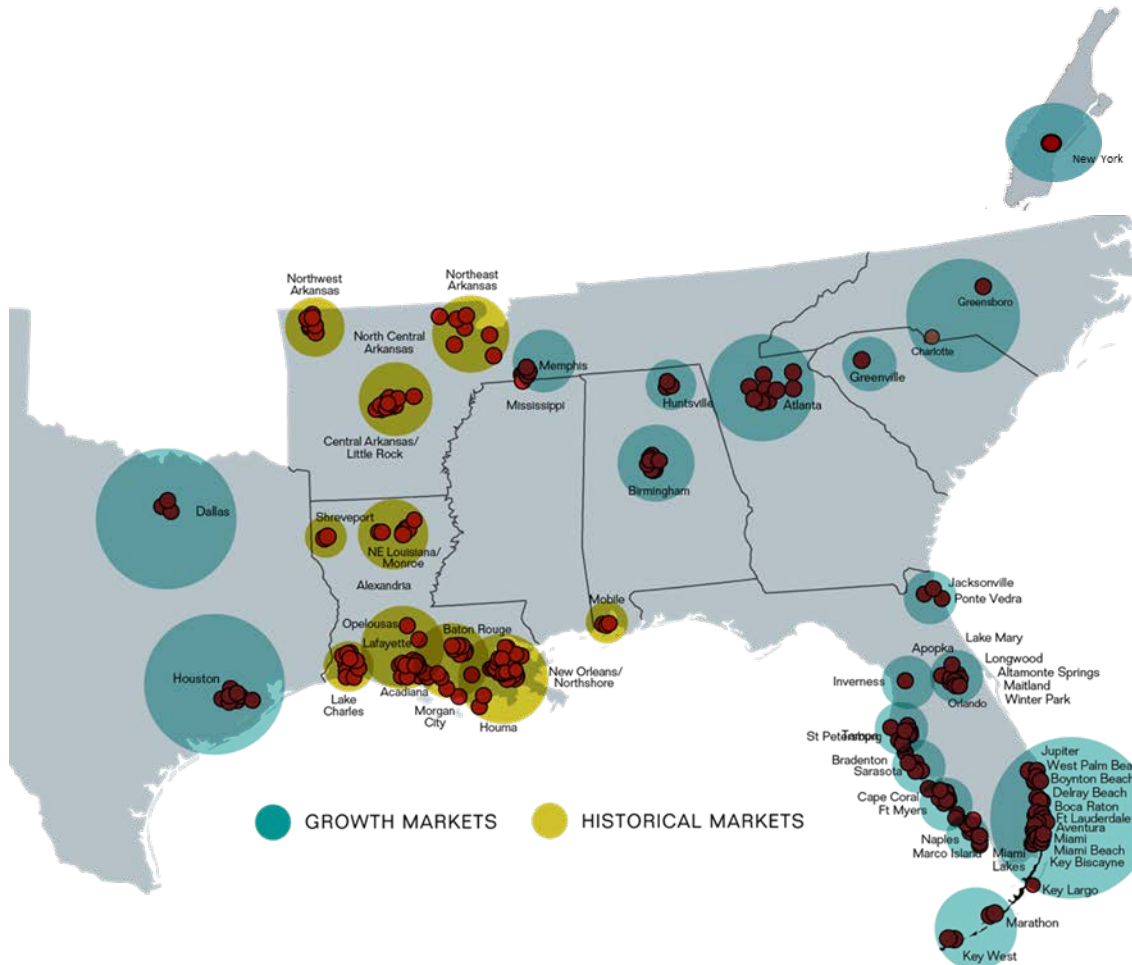 New York
Northwest
Arkansas
Northeast
Arkansas
North Central
Arkansas
Greensboro
Charlotte
Memphis
Mississippi
Huntsville
Atlanta
Greenville
Central Arkansas/
Little Rock
Birmingham
Dallas
Shreveport
NE Louisiana/
Monroe
Alexandria
Mobile
Jacksonville
Ponte Vedra
Opelousas
Lafayette
Baton Rouge
New Orleans/
Northshore
Houston
Lake
Charles
Acadiana
Morgan
City
Houma
Lake Mary
Apopka
Longwood
Altamonte Springs
Maitland
Winter Park
Inverness
Orlando
St Petersburg
Bradenton
Sarasota
Cape Coral
Ft Myers
Naples
Marco Island
Jupiter
West Palm Bea
Boynton Beach
Delray Beach
Boca Raton
Ft Lauderdale
Aventura
Miami
Miami Beach
Key Biscayne
Miami
Lakes
Key Largo
Marathon
Key West
GROWTH MARKETS
HISTORICAL MARKETS